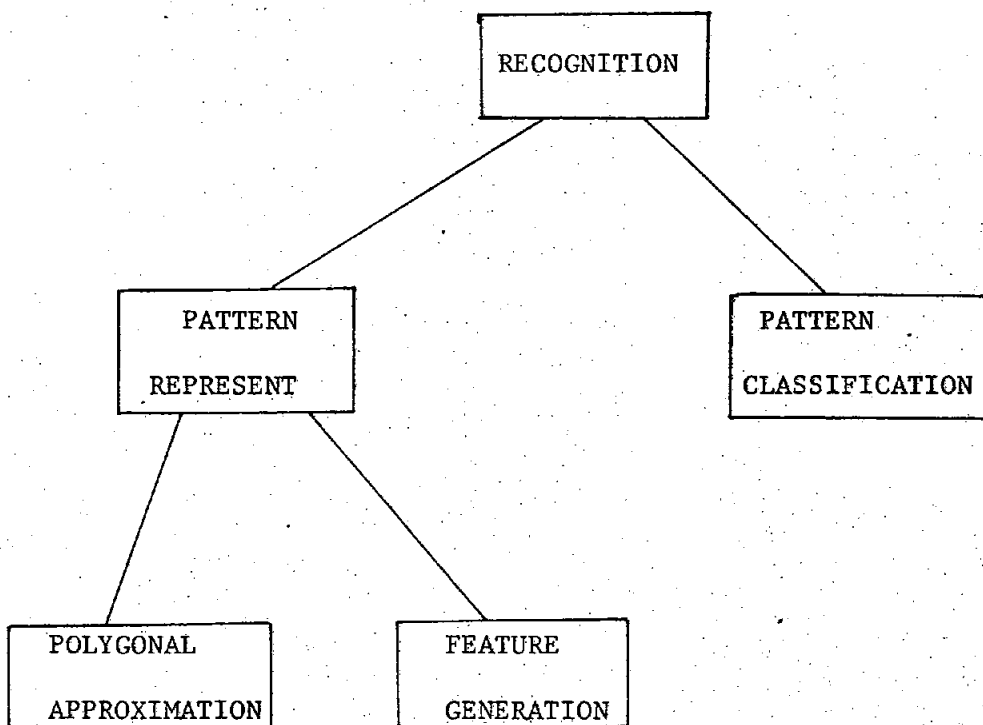 RECOGNITION
PATTERN
REPRESENT
PATTERN
CLASSIFICATION
POLYGONAL
APPROXIMATION
FEATURE
GENERATION